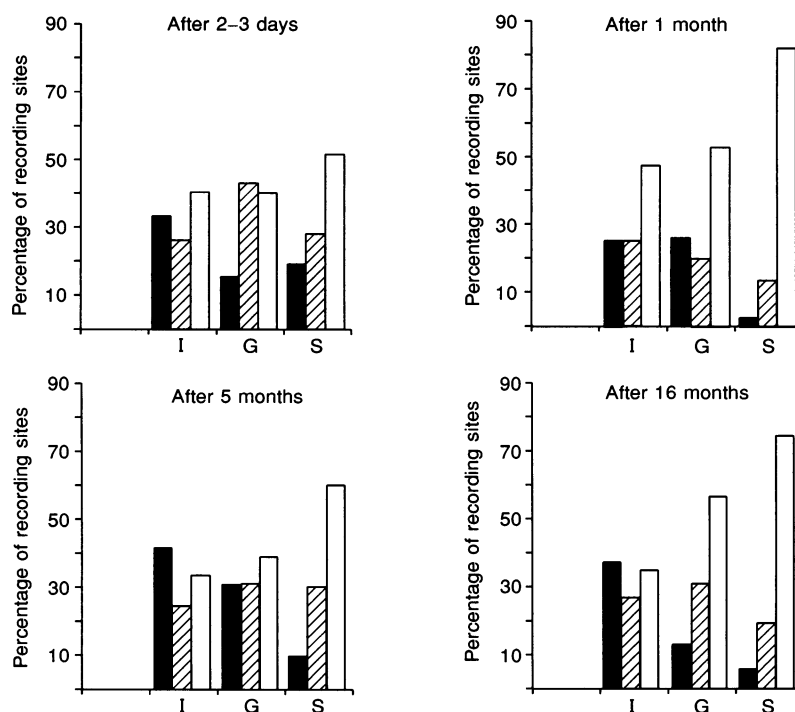 After 2–3 days
Percentage of recording sites
90
70
50
30
10
I G S
After 1 month
Percentage of recording sites
90
70
50
30
10
I G S
After 5 months
Percentage of recording sites
90
70
50
30
10
I G S
After 16 months
Percentage of recording sites
90
70
50
30
10
I G S